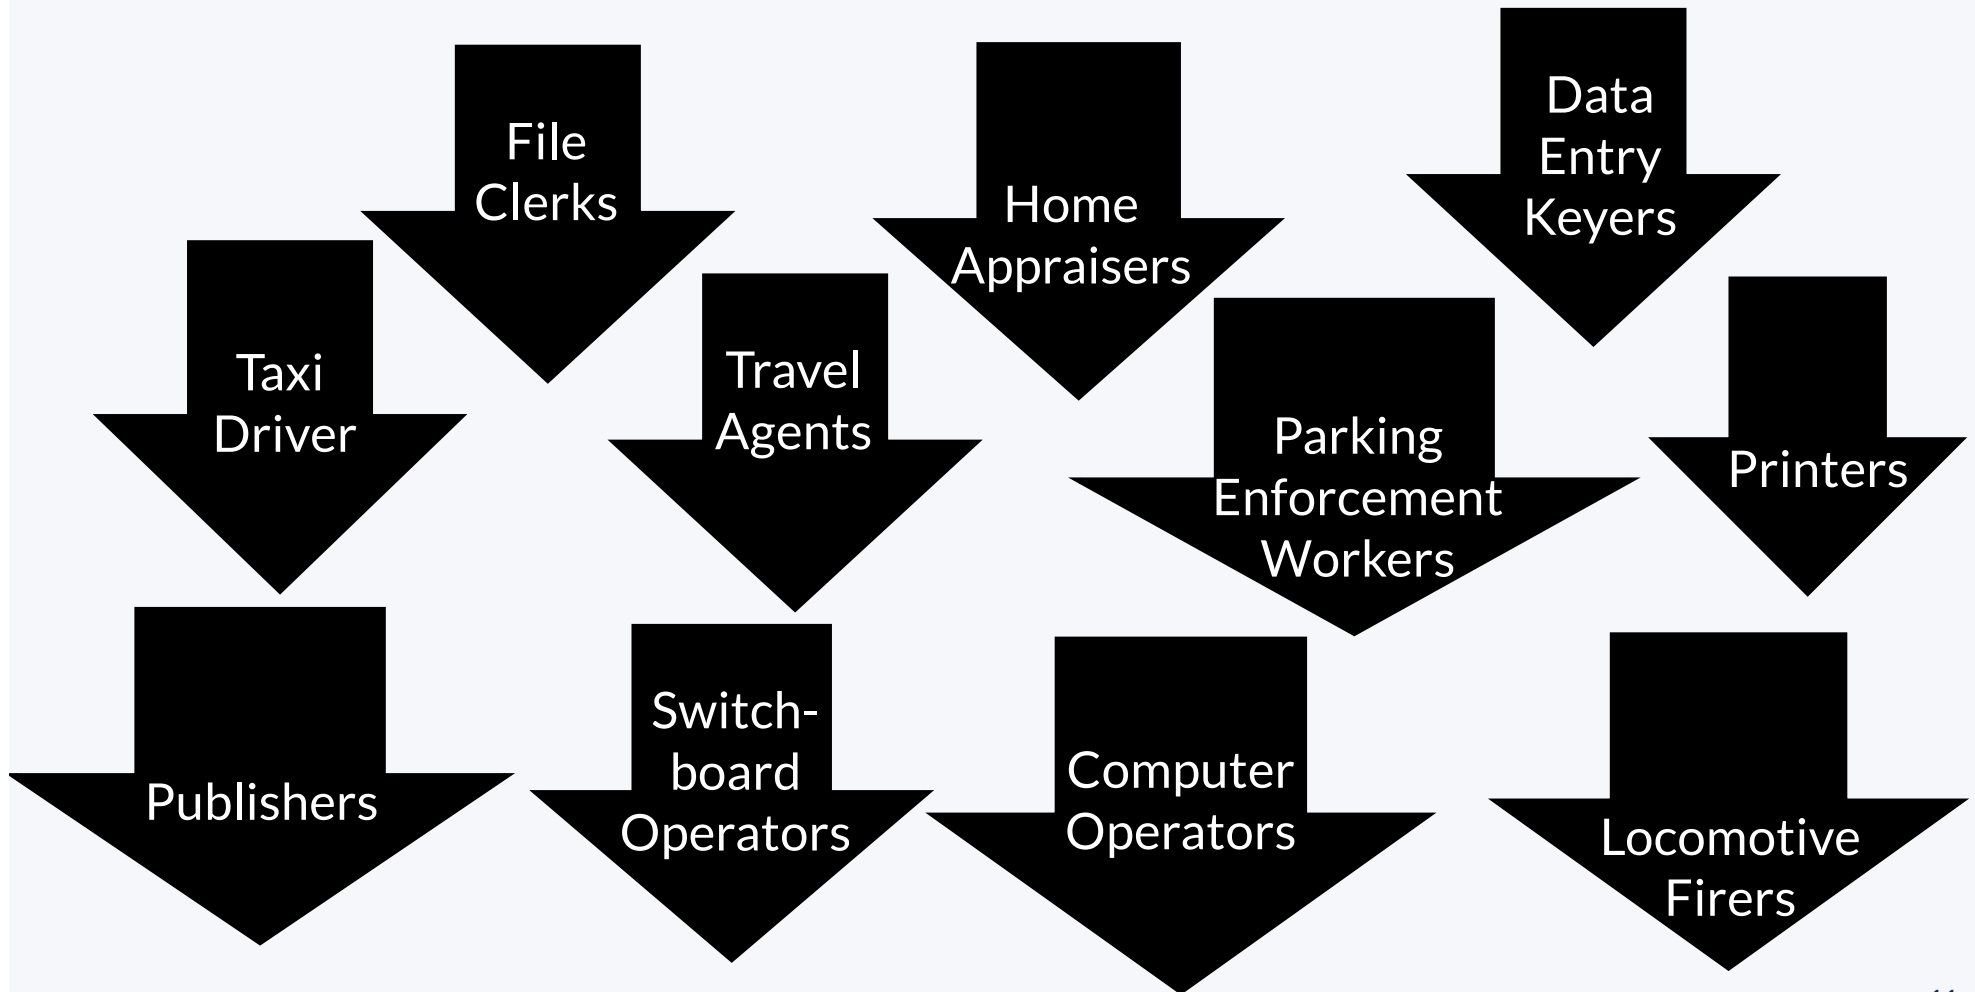 File
Clerks
Home
Appraisers
Data
Entry
Keyers
Taxi
Driver
Travel
Agents
Parking
Enforcement
Workers
Printers
Publishers
Switch-
board
Operators
Computer
Operators
Locomotive
Firers